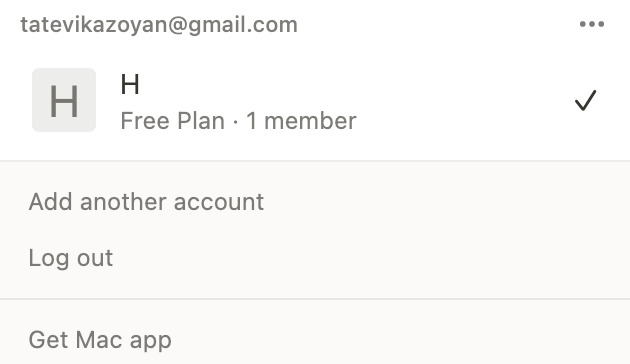 tatevikazoyan@gmail.com
H
H
Free Plan · 1 member
Add another account
Log out
Get Mac app